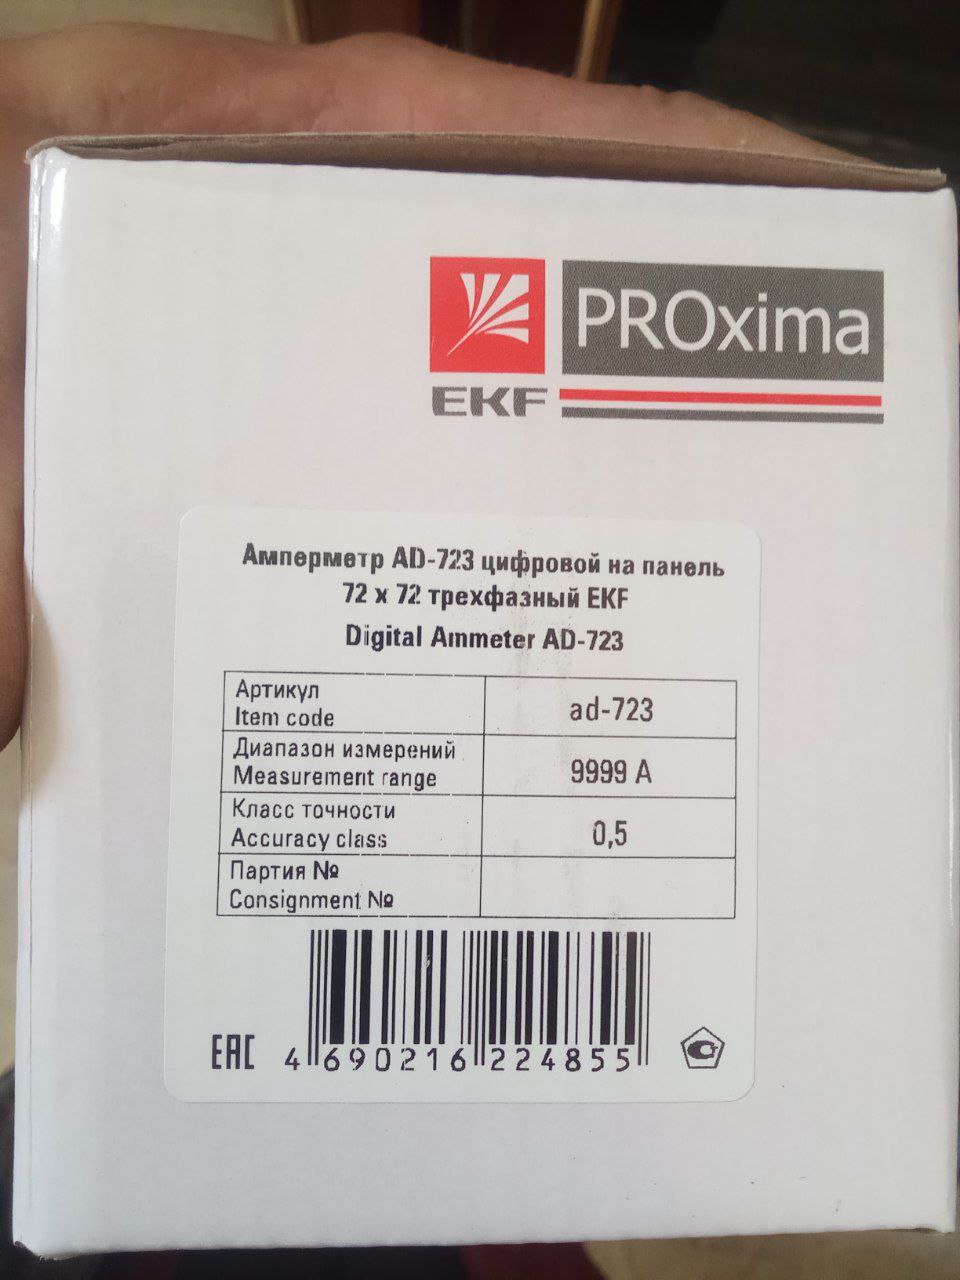 EKF
PROxima
Амперметр AD-723 цифровой на панель
72 x 72 трехфазный EKF
Digital Ammeter AD-723
Артикул
Item code
ad-723
Диапазон измерений
Measurement range
9999 A
Класс точности
Accuracy class
0,5
Партия №
Consignment №
EAC
4 690216 224855